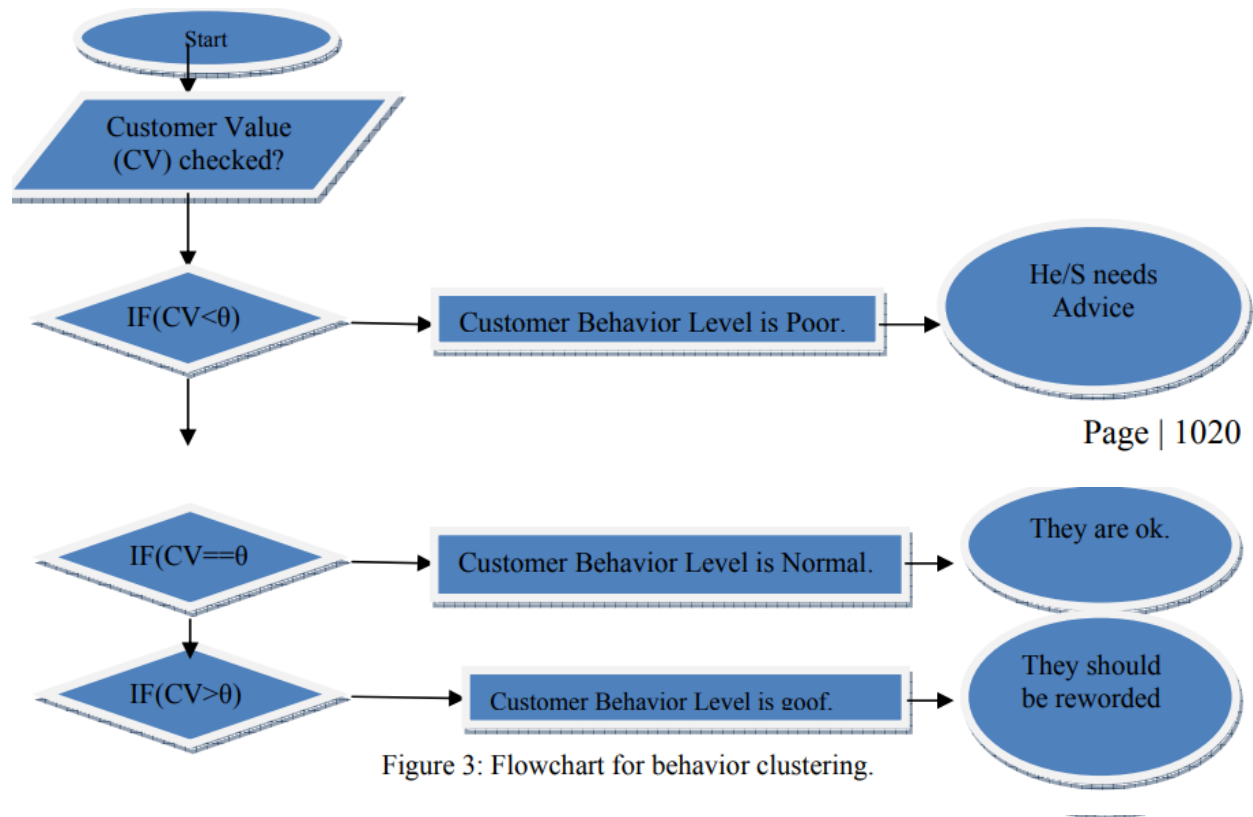 Start
Customer Value
(CV) checked?
IF(CV<θ)
Customer Behavior Level is Poor.
He/S needs
Advice
Page | 1020
IF(CV==θ
Customer Behavior Level is Normal.
They are ok.
IF(CV>θ)
Customer Behavior Level is goof.
They should
be reworded
Figure 3: Flowchart for behavior clustering.